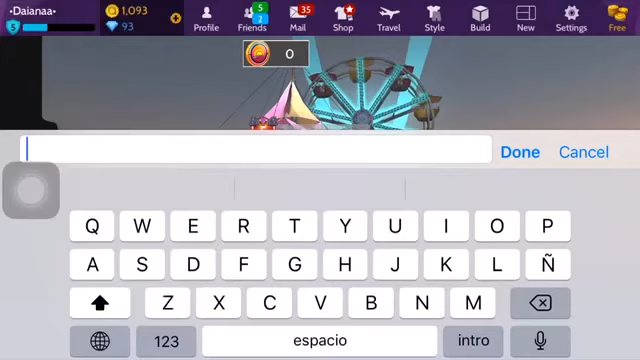 •Daianaa•
1,093
5
35
5
93
2
Profile
Friends
Mail
Shop
Travel
Style
Build
New
Settings
Free
0
Done
Cancel
Q W E R T Y U I O P
A S D F G H J K L Ñ
Z X C V B N M
123
espacio
intro